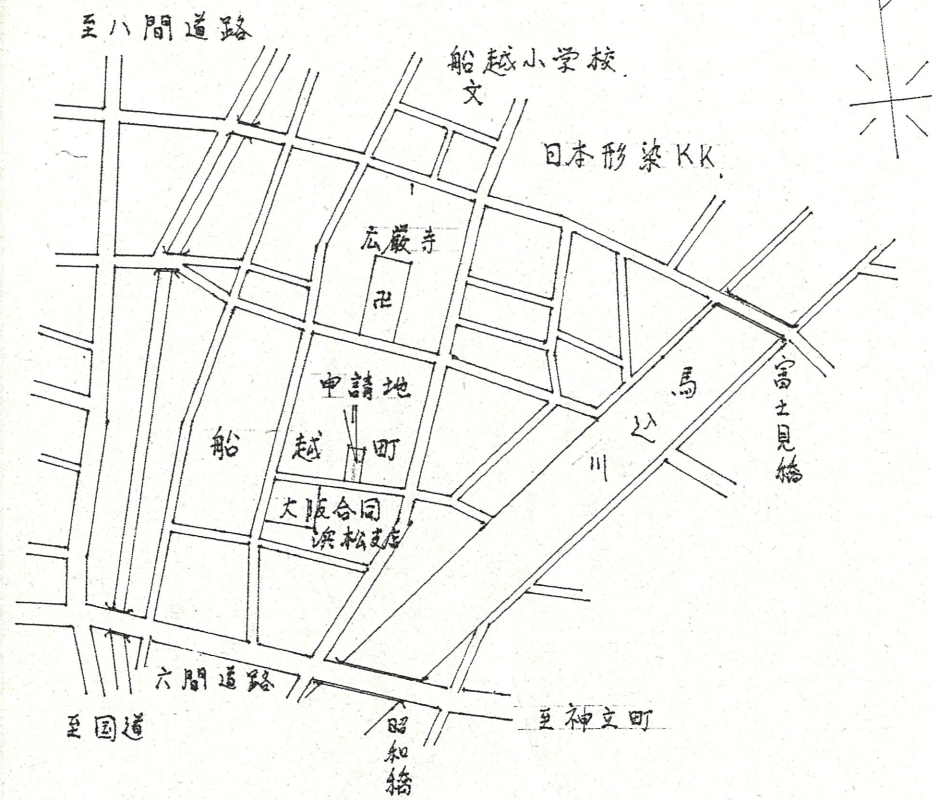 至八間道路
船越小学校
文
日本形染KK.
広厳寺
卍
申請地
船越町
馬込川
富士見橋
大阪合同
浜松支店
六間道路
至国道
昭和橋
至神立町